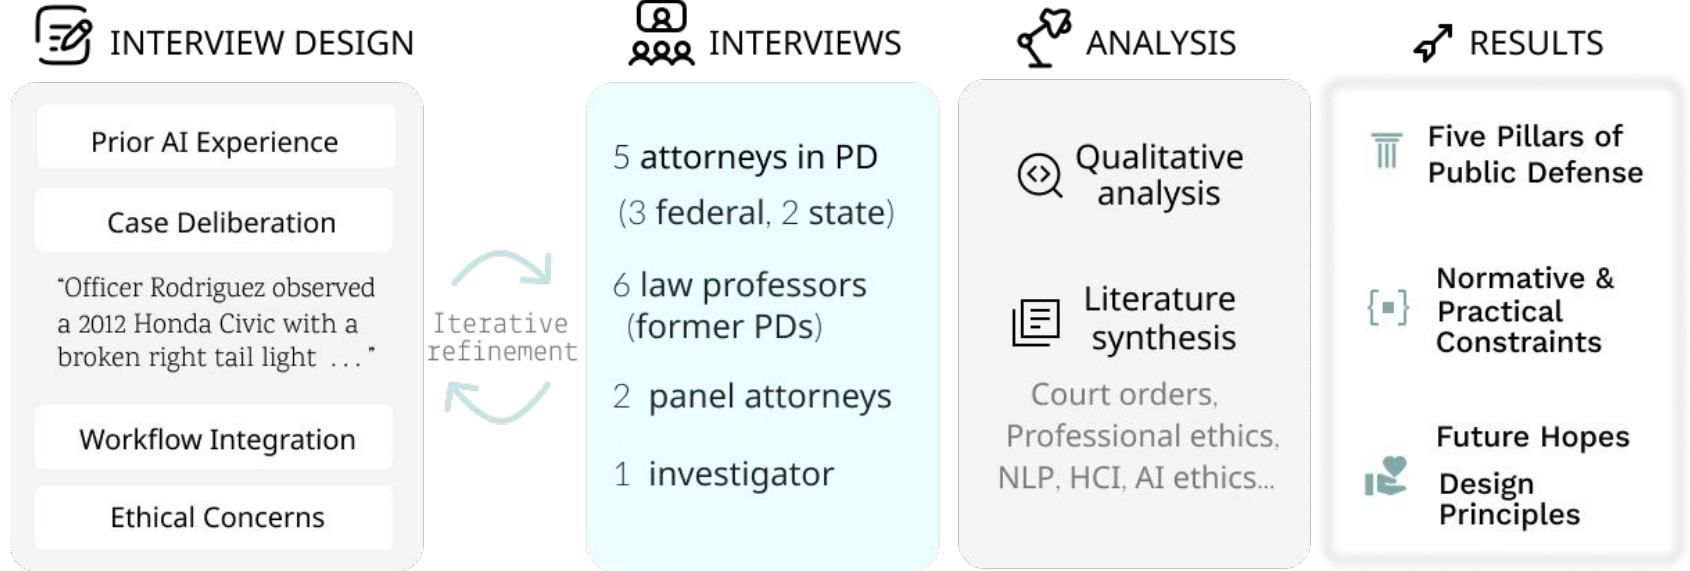 INTERVIEW DESIGN
Prior AI Experience
Case Deliberation
“Officer Rodriguez observed
a 2012 Honda Civic with a
broken right tail light ...”
Workflow Integration
Ethical Concerns
Iterative
refinement
INTERVIEWS
5 attorneys in PD
(3 federal, 2 state)
6 law professors
(former PDs)
2 panel attorneys
1 investigator
ANALYSIS
Qualitative
analysis
Literature
synthesis
Court orders,
Professional ethics,
NLP, HCI, AI ethics...
RESULTS
Five Pillars of
Public Defense
Normative &
Practical
Constraints
Future Hopes
Design
Principles